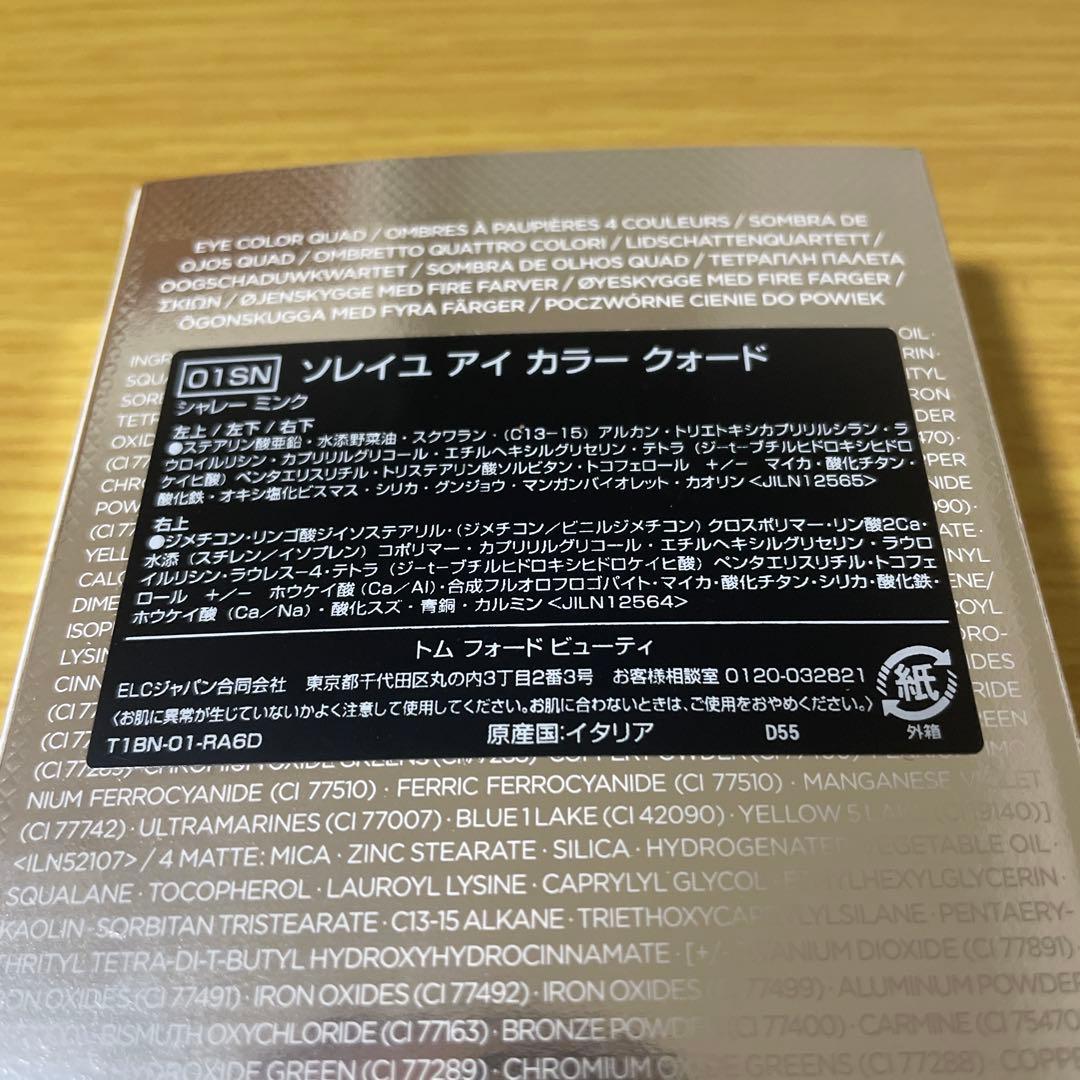 EYE COLOR QUAD / OMBRES À PAUPIÈRES 4 COULEURS / SOMBRA DE
OJOS QUAD / OMBRETTO QUATTRO COLORI / LIDSCHATTENQUARTETT /
OOGSCHADUWKWARTET / SOMBRA DE OLHOS QUAD / ΤΕΤΡΑΠΛΗ ΠΑΛΕΤΑ
ΣΚΙΩΝ / ØJENSKYGGE MED FIRE FARVER / ØYESKYGGE MED FIRE FARGER /
ÖGONSKUGGA MED FYRA FÄRGER / POCZWÓRNE CIENIE DO POWIEK
01SN ソレイユ アイ カラー クォード
シャレー ミンク
左上 / 左下 / 右下
●ステアリン酸亜鉛・水添野菜油・スクワラン・(C13-15) アルカン・トリエトキシカプリリルシラン・ラ
ウロイルリシン・カプリリルグリコール・エチルヘキシルグリセリン・テトラ (ジ-t-ブチルヒドロキシヒドロ
ケイヒ酸) ペンタエリスリチル・トリステアリン酸ソルビタン・トコフェロール +/- マイカ・酸化チタン・
酸化鉄・オキシ塩化ビスマス・シリカ・グンジョウ・マンガンバイオレット・カオリン<JILN12565>
右上
●ジメチコン・リンゴ酸ジイソステアリル・(ジメチコン/ビニルジメチコン) クロスポリマー・リン酸2Ca・
水添 (スチレン/イソプレン) コポリマー・カプリリルグリコール・エチルヘキシルグリセリン・ラウロ
イルリシン・ラウレス-4・テトラ (ジ-t-ブチルヒドロキシヒドロケイヒ酸) ペンタエリスリチル・トコフェ
ロール +/- ホウケイ酸 (Ca/Al)・合成フルオロフロゴパイト・マイカ・酸化チタン・シリカ・酸化鉄・
ホウケイ酸 (Ca/Na)・酸化スズ・青銅・カルミン<JILN12564>
トム フォード ビューティ
ELCジャパン合同会社 東京都千代田区丸の内3丁目2番3号 お客様相談室 0120-032821
〈お肌に異常が生じていないかよく注意して使用してください。お肌に合わないときは、ご使用をおやめください。〉
T1BN-01-RA6D 原産国:イタリア D55
紙
外箱
NIUM FERROCYANIDE (CI 77510) · FERRIC FERROCYANIDE (CI 77510) · MANGANESE VIOLET
(CI 77742) · ULTRAMARINES (CI 77007) · BLUE 1 LAKE (CI 42090) · YELLOW 5 LAKE (CI 19140)]
<ILN52107> / 4 MATTE: MICA · ZINC STEARATE · SILICA · HYDROGENATED VEGETABLE OIL ·
SQUALANE · TOCOPHEROL · LAUROYL LYSINE · CAPRYLYL GLYCOL · ETHYLHEXYLGLYCERIN ·
KAOLIN · SORBITAN TRISTEARATE · C13-15 ALKANE · TRIETHOXYCAPRYLYLSILANE · PENTAERY-
THRITYL TETRA-DI-T-BUTYL HYDROXYHYDROCINNAMATE · [+/- TITANIUM DIOXIDE (CI 77891) ·
IRON OXIDES (CI 77491) · IRON OXIDES (CI 77492) · IRON OXIDES (CI 77499) · ALUMINUM POWDER
BISMUTH OXYCHLORIDE (CI 77163) · BRONZE POWDER (CI 77400) · CARMINE (CI 75470
HYDROXIDE GREEN (CI 77289) · CHROMIUM OXIDE GREENS (CI 77288) · COPPER